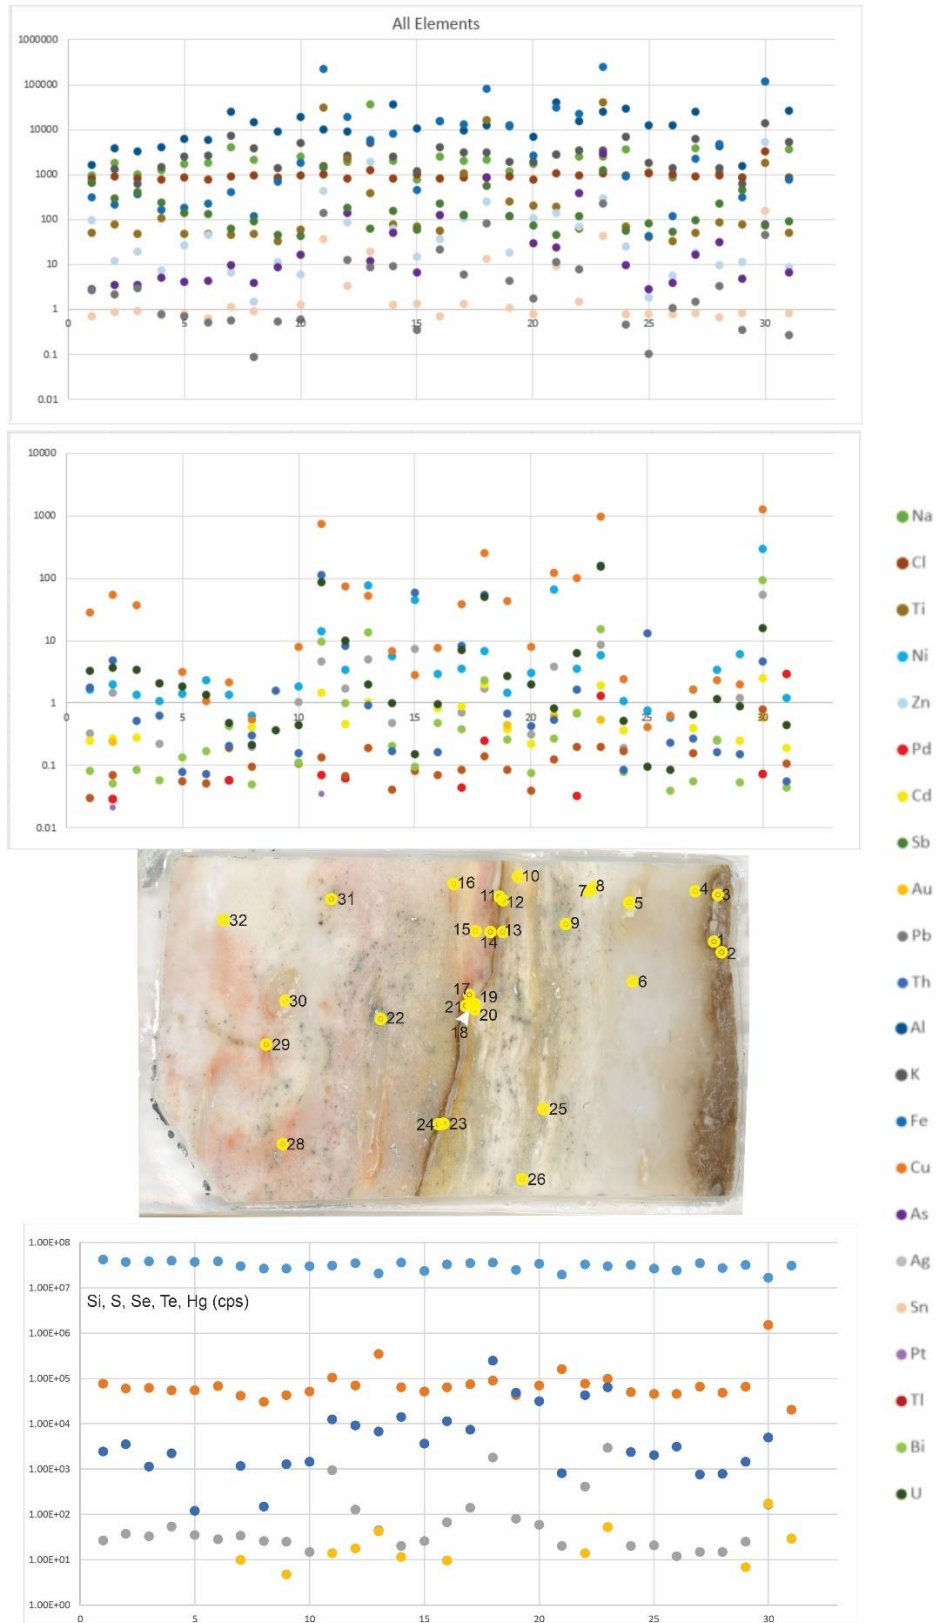 All Elements
1000000
100000
10000
1000
100
10
1
0 5 10 15 20 25 30
0.1
0.01
10000
1000
100
10
1
0 5 10 15 20 25 30
0.1
0.01
Na
Cl
Ti
Ni
Zn
Pd
Cd
Sb
Au
Pb
Th
Al
K
Fe
Cu
As
Ag
Sn
Pt
Tl
Bi
U
10
16 7 8
31 11 4 3
12 5
32 9
15 13 1
14 2
6
17
30 21 19
22 20
18
29
25
24 23
28
26
1.00E+08
1.00E+07
Si, S, Se, Te, Hg (cps)
1.00E+06
1.00E+05
1.00E+04
1.00E+03
1.00E+02
1.00E+01
1.00E+00
0 5 10 15 20 25 30